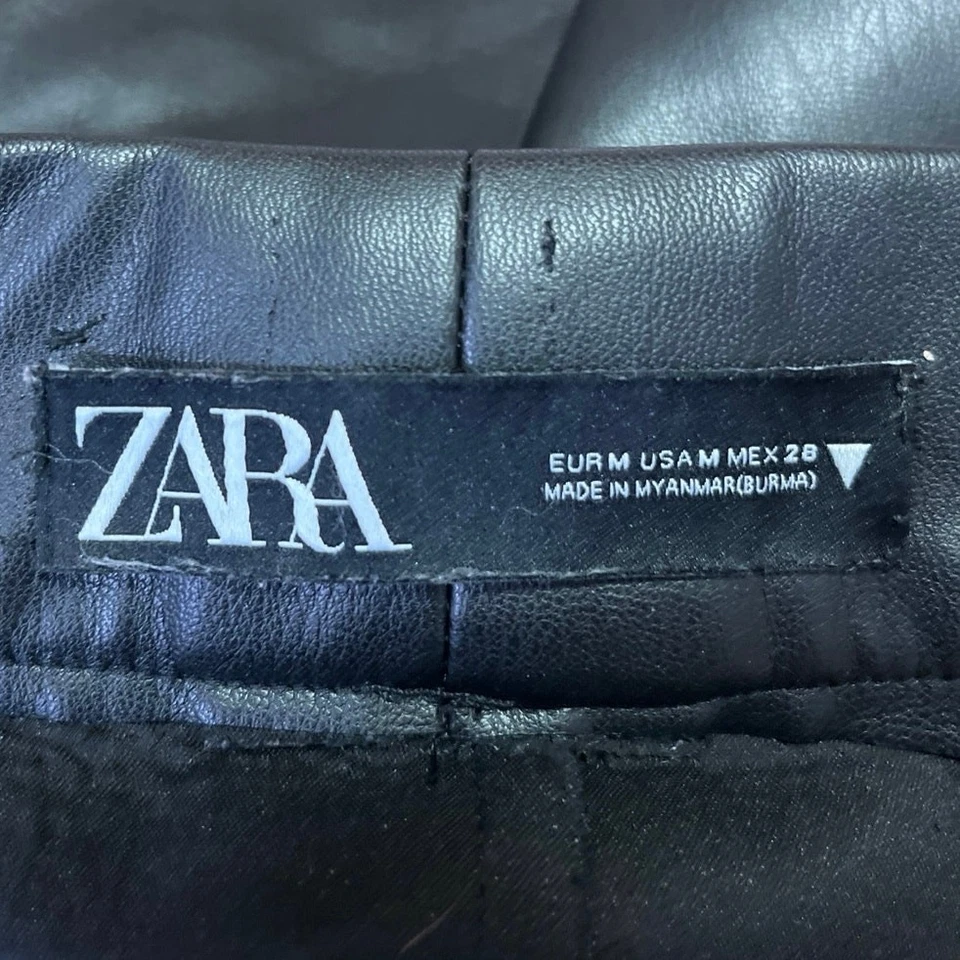 ZARA
EUR M USA M MEX 28
MADE IN MYANMAR(BURMA)